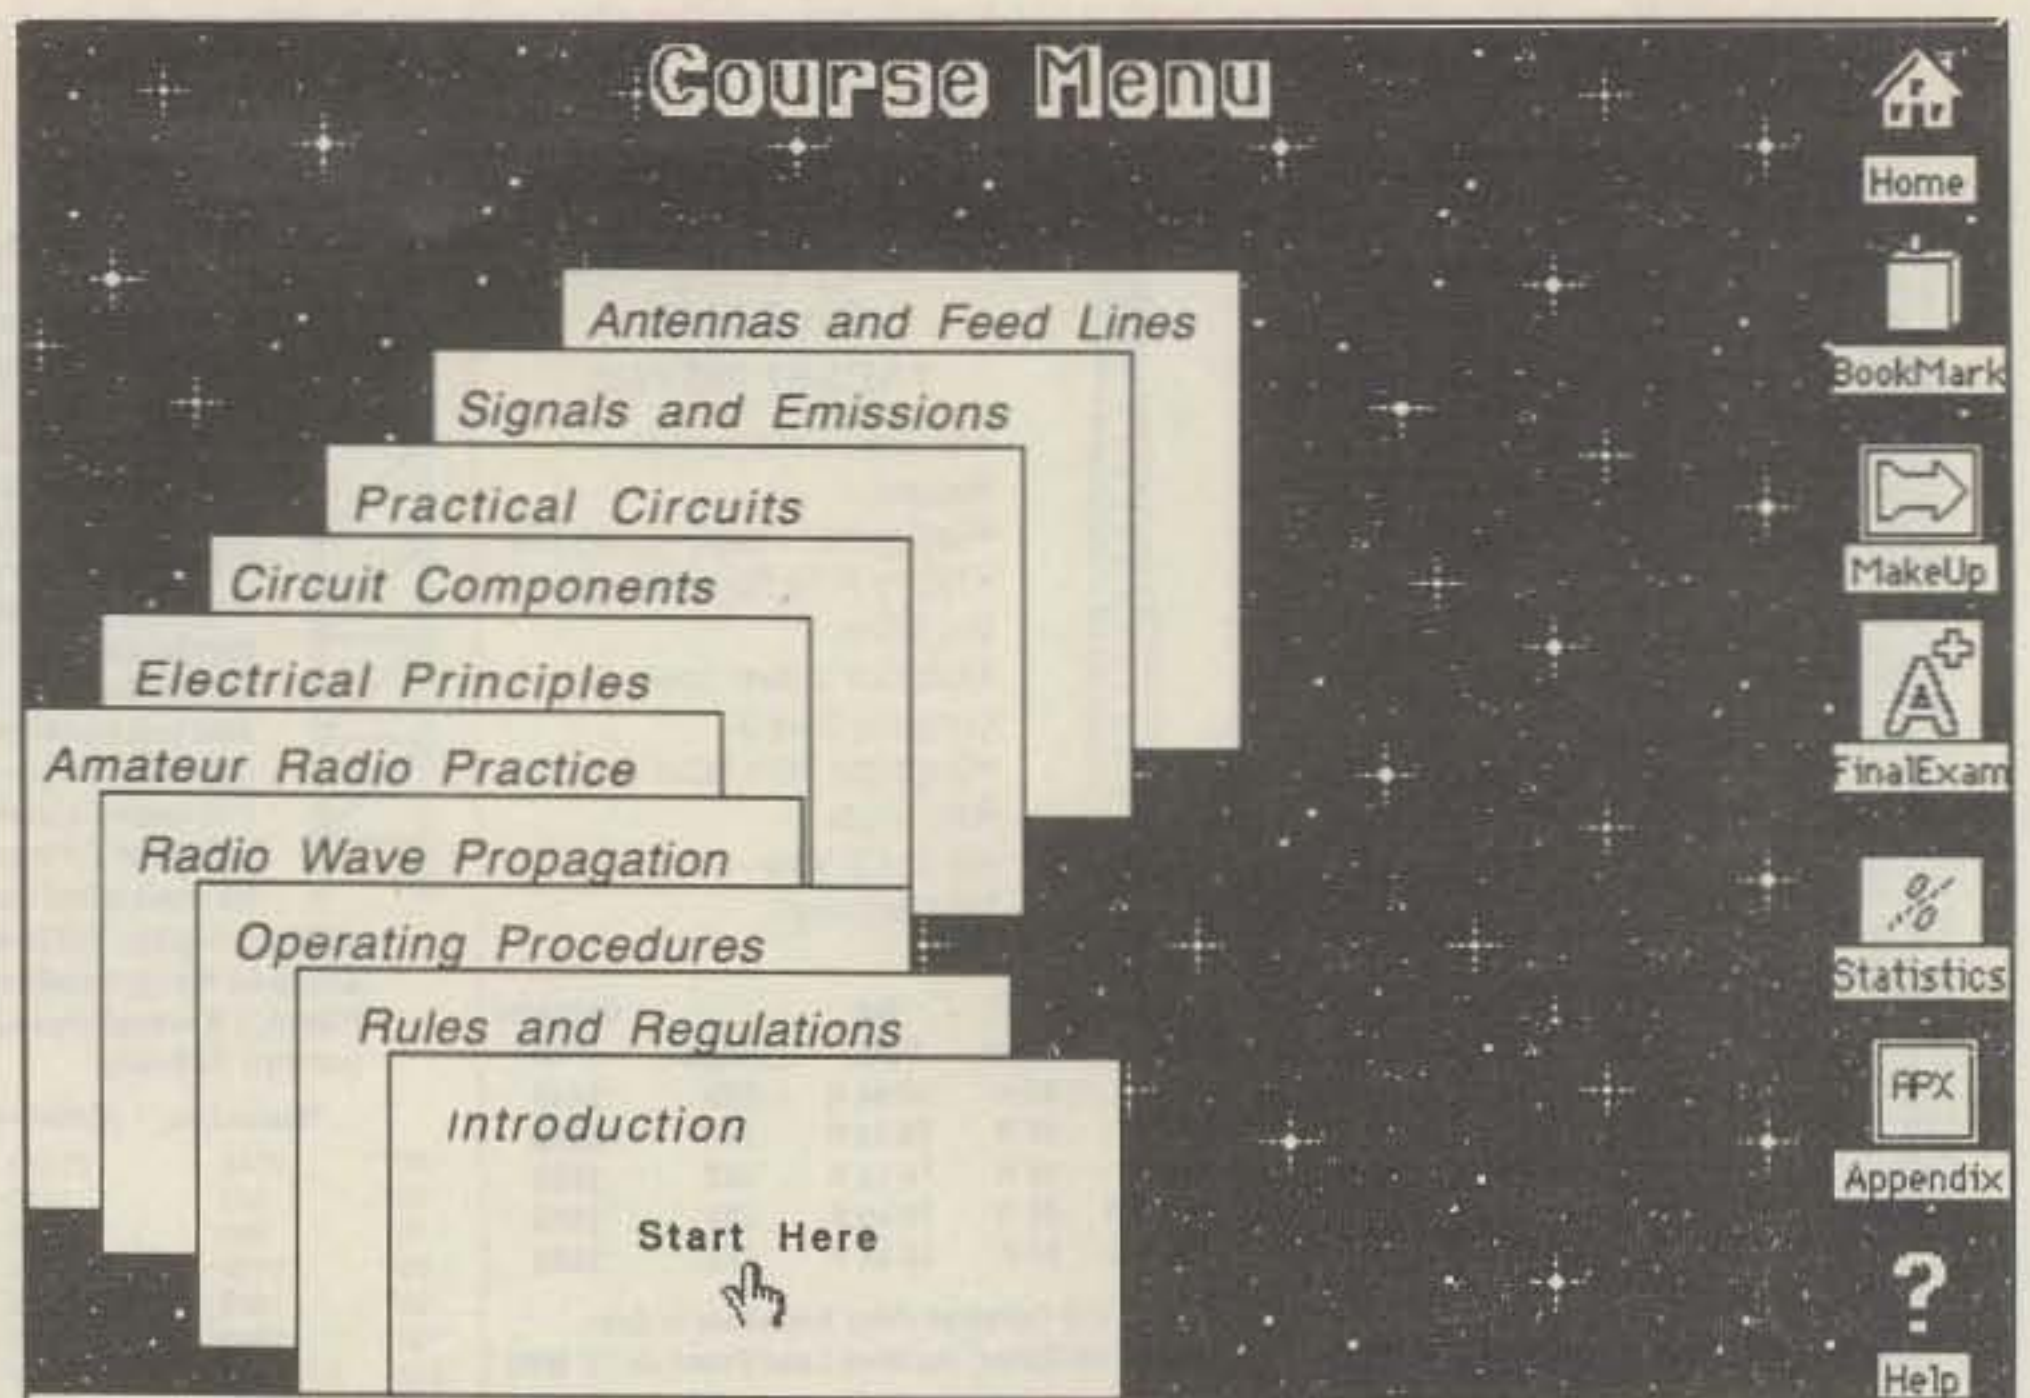 Course Menu
Home
BookMark
Antennas and Feed Lines
Signals and Emissions
Practical Circuits
Circuit Components
MakeUp
Electrical Principles
A+
FinalExam
Amateur Radio Practice
Radio Wave Propagation
%
Operating Procedures
Statistics
Rules and Regulations
APX
Introduction
Appendix
Start Here
?
Help